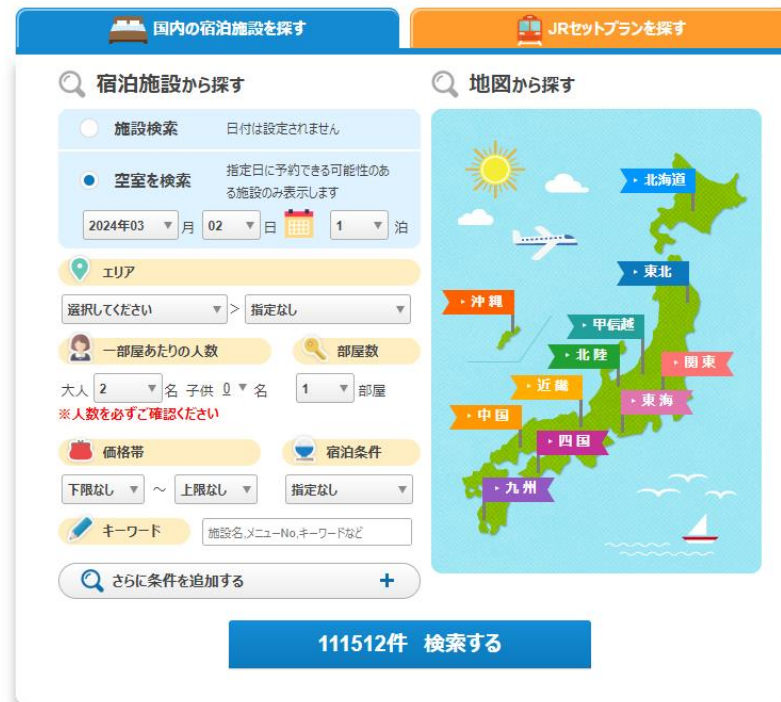 国内の宿泊施設を探す
JRセットプランを探す
宿泊施設から探す
地図から探す
施設検索 日付は設定されません
空室を検索 指定日に予約できる可能性のあ
る施設のみ表示します
2024年03 ▼ 月 02 ▼ 日 1 ▼ 泊
エリア
選択してください ▼ > 指定なし ▼
一部屋あたりの人数
部屋数
大人 2 ▼ 名 子供 0 ▼ 名
1 ▼ 部屋
※人数を必ずご確認ください
価格帯
宿泊条件
下限なし ▼ ～ 上限なし ▼
指定なし ▼
キーワード
施設名,メニューNo,キーワードなど
さらに条件を追加する +
北海道
東北
沖縄
甲信越
北陸
関東
近畿
東海
中国
四国
九州
111512件 検索する